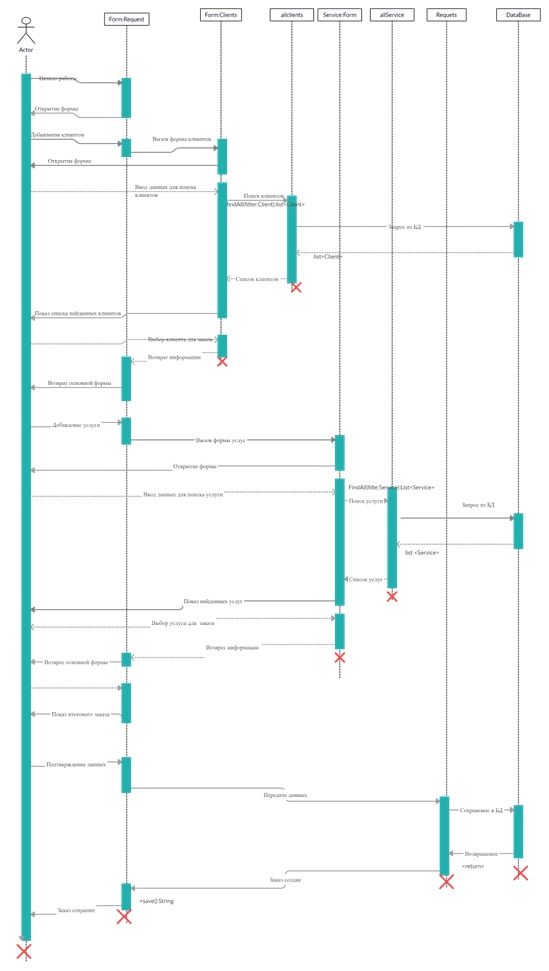 Form:Request
Form:Clients
allclients
Service:Form
allService
Requets
DataBase
Actor
Начало работы
Открытие формы
Добавления клиентов
Вызов формы клиентов
Открытие формы
Ввод данных для поиска
клиентов
Поиск клиентов
findAll(filter:Client):list<Client>
Запрос из БД
list<Client>
Список клиентов
Показ списка найденных клиентов
Выбор клиента для заказа
Возврат информации
Возврат основной формы
Добавление услуги
Вызов формы услуг
Открытие формы
FindAll(filte:Service):List<Service>
Ввод данных для поиска услуги
Поиск услуги
Запрос из БД
list <Service>
Список услуг
Показ найденных услуг
Выбор услуги для заказа
Возврат информации
Возврат основной формы
Показ итогового заказа
Подтверждение данных
Передача данных
Сохранение в БД
Возвращение
<return>
Заказ создан
+save():String
Заказ сохранен